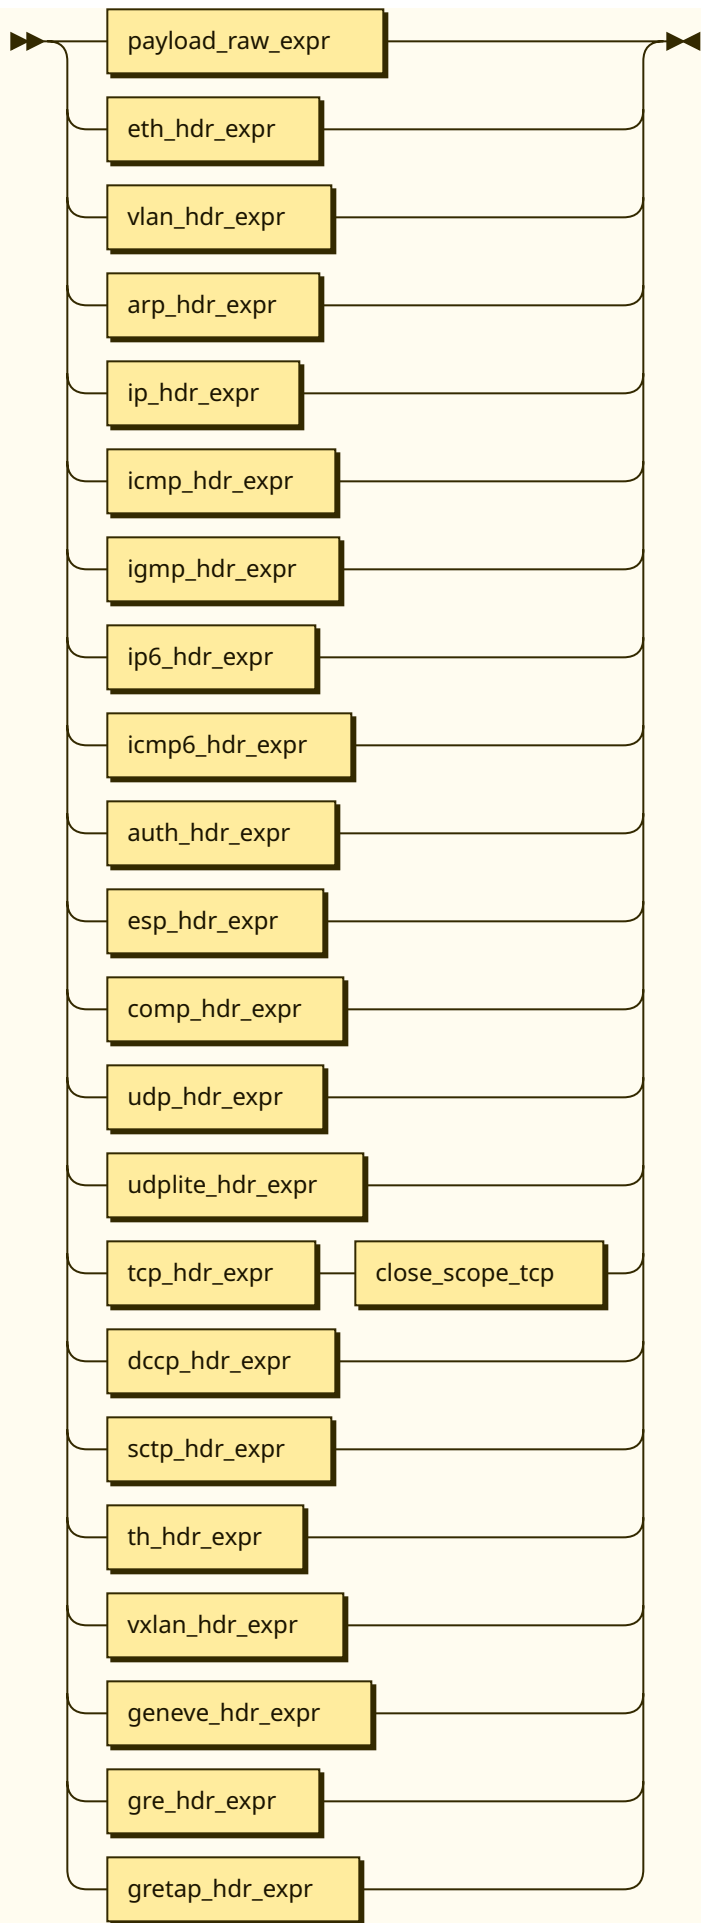 payload_raw_expr
eth_hdr_expr
vlan_hdr_expr
arp_hdr_expr
ip_hdr_expr
icmp_hdr_expr
igmp_hdr_expr
ip6_hdr_expr
icmp6_hdr_expr
auth_hdr_expr
esp_hdr_expr
comp_hdr_expr
udp_hdr_expr
udplite_hdr_expr
tcp_hdr_expr close_scope_tcp
dccp_hdr_expr
sctp_hdr_expr
th_hdr_expr
vxlan_hdr_expr
geneve_hdr_expr
gre_hdr_expr
gretap_hdr_expr